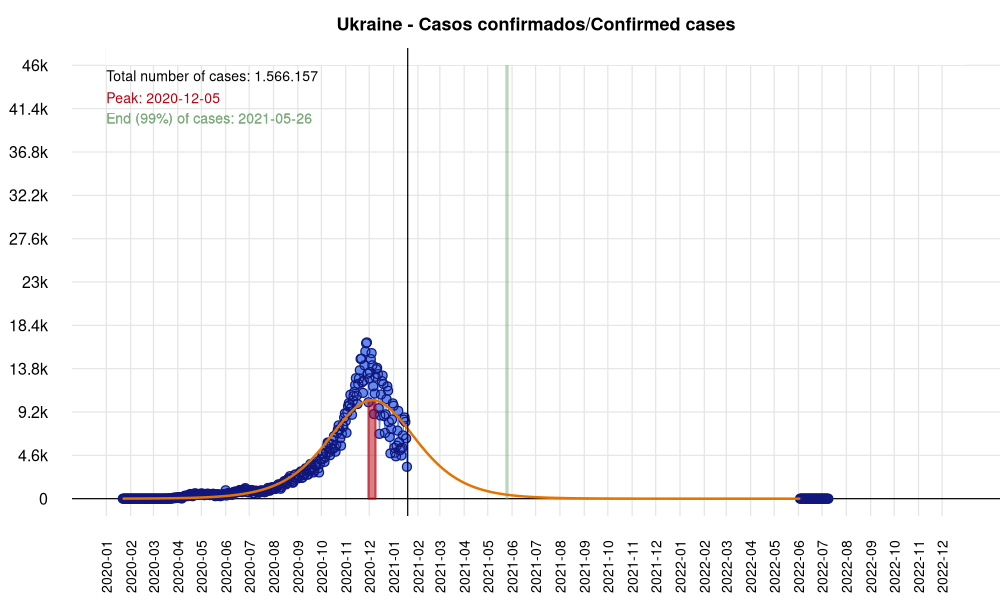 Ukraine - Casos confirmados/Confirmed cases
Total number of cases: 1.566.157
Peak: 2020-12-05
End (99%) of cases: 2021-05-26
46k
41.4k
36.8k
32.2k
27.6k
23k
18.4k
13.8k
9.2k
4.6k
0
2020-01
2020-02
2020-03
2020-04
2020-05
2020-06
2020-07
2020-08
2020-09
2020-10
2020-11
2020-12
2021-01
2021-02
2021-03
2021-04
2021-05
2021-06
2021-07
2021-08
2021-09
2021-10
2021-11
2021-12
2022-01
2022-02
2022-03
2022-04
2022-05
2022-06
2022-07
2022-08
2022-09
2022-10
2022-11
2022-12